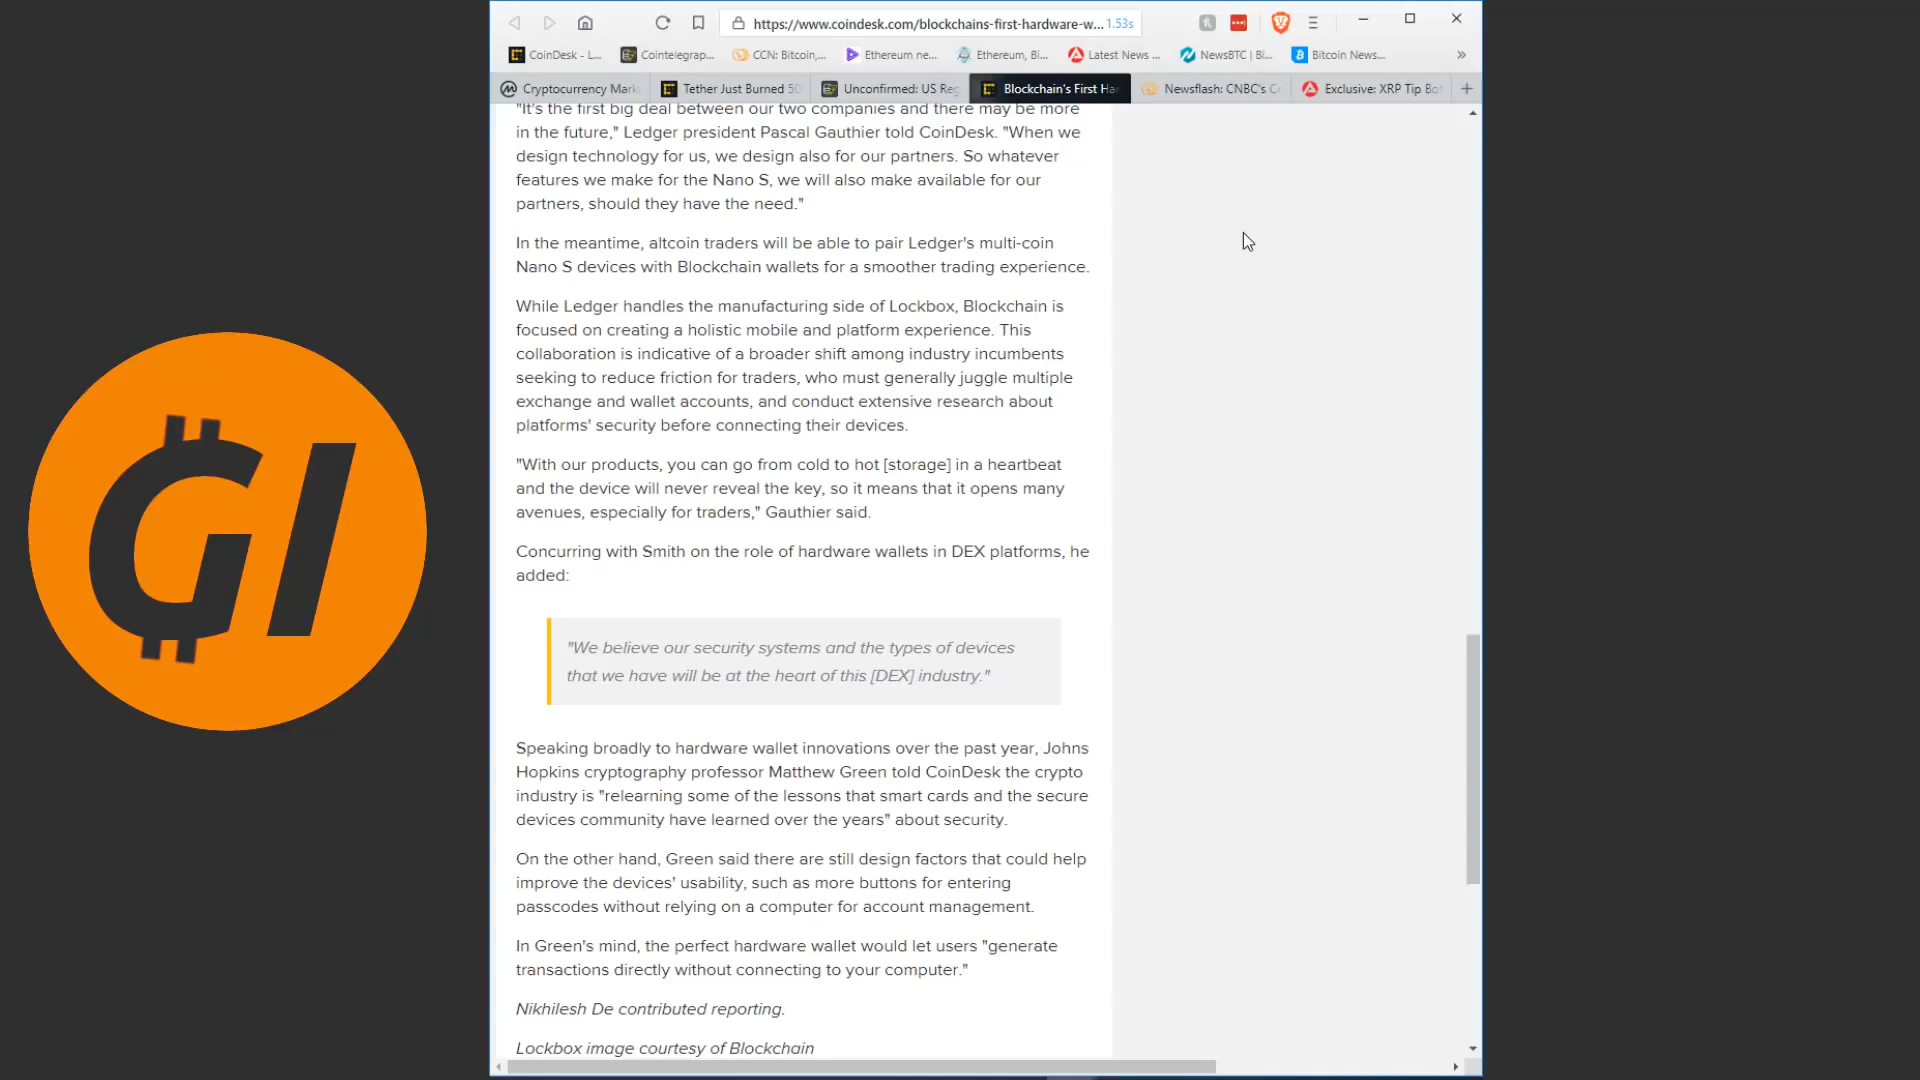 https://www.coindesk.com/blockchains-first-hardware-w... 1.53s
CoinDesk - L... Cointelegrap... CCN: Bitcoin,... Ethereum ne... Ethereum, Bi... Latest News ... NewsBTC | Bi... Bitcoin News...
Cryptocurrency Mark Tether Just Burned 50 Unconfirmed: US Reg Blockchain's First Ha Newsflash: CNBC's Cr Exclusive: XRP Tip Bo
"It's the first big deal between our two companies and there may be more
in the future," Ledger president Pascal Gauthier told CoinDesk. "When we
design technology for us, we design also for our partners. So whatever
features we make for the Nano S, we will also make available for our
partners, should they have the need."
In the meantime, altcoin traders will be able to pair Ledger's multi-coin
Nano S devices with Blockchain wallets for a smoother trading experience.
While Ledger handles the manufacturing side of Lockbox, Blockchain is
focused on creating a holistic mobile and platform experience. This
collaboration is indicative of a broader shift among industry incumbents
seeking to reduce friction for traders, who must generally juggle multiple
exchange and wallet accounts, and conduct extensive research about
platforms' security before connecting their devices.
"With our products, you can go from cold to hot [storage] in a heartbeat
and the device will never reveal the key, so it means that it opens many
avenues, especially for traders," Gauthier said.
Concurring with Smith on the role of hardware wallets in DEX platforms, he
added:
"We believe our security systems and the types of devices
that we have will be at the heart of this [DEX] industry."
Speaking broadly to hardware wallet innovations over the past year, Johns
Hopkins cryptography professor Matthew Green told CoinDesk the crypto
industry is "relearning some of the lessons that smart cards and the secure
devices community have learned over the years" about security.
On the other hand, Green said there are still design factors that could help
improve the devices' usability, such as more buttons for entering
passcodes without relying on a computer for account management.
In Green's mind, the perfect hardware wallet would let users "generate
transactions directly without connecting to your computer."
Nikhilesh De contributed reporting.
Lockbox image courtesy of Blockchain
GI